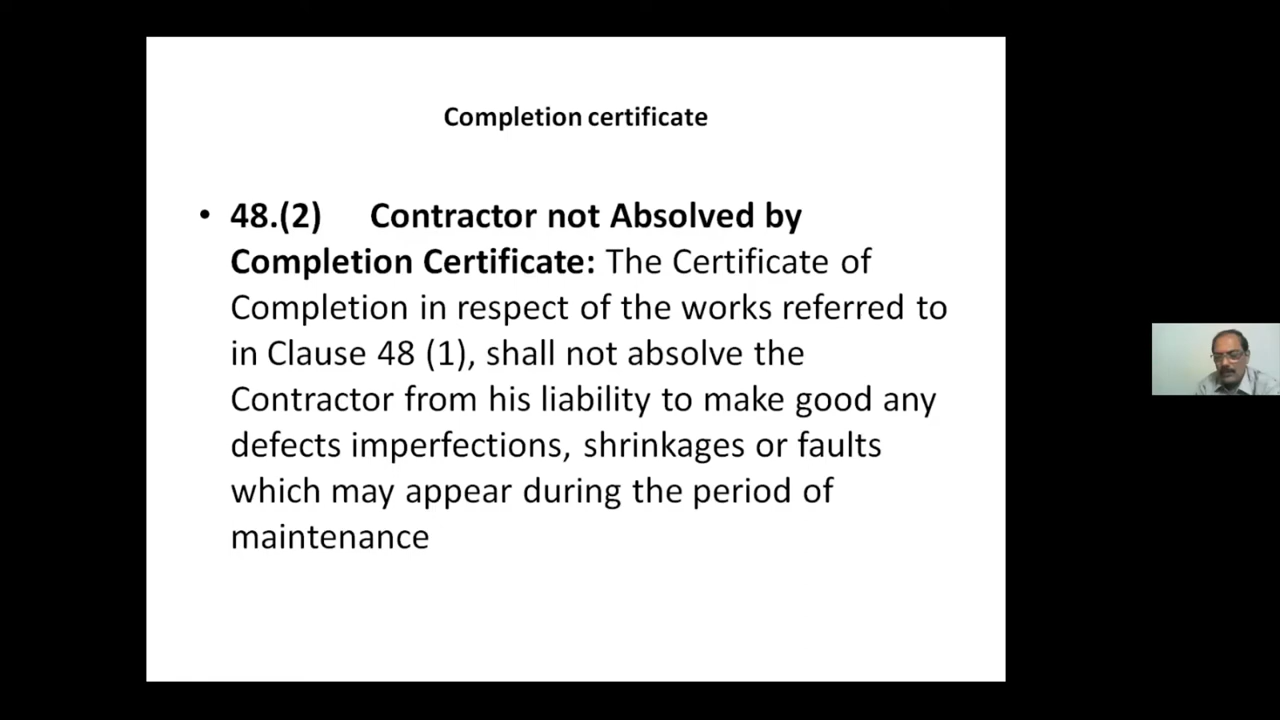 Completion certificate
• 48.(2) Contractor not Absolved by
Completion Certificate: The Certificate of
Completion in respect of the works referred to
in Clause 48 (1), shall not absolve the
Contractor from his liability to make good any
defects imperfections, shrinkages or faults
which may appear during the period of
maintenance